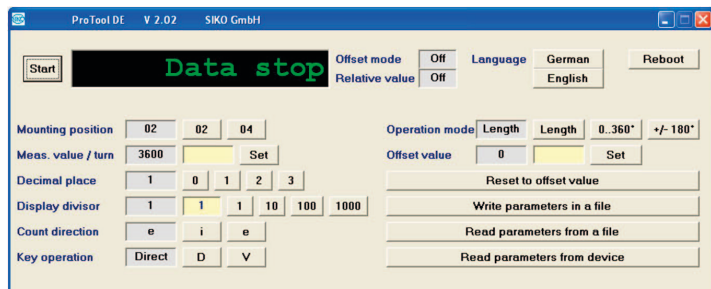 SIKO ProTool DE V 2.02 SIKO GmbH
Start
Data stop
Offset mode Off
Relative value Off
Language German
English
Reboot
Mounting position 02 02 04
Meas. value / turn 3600 Set
Decimal place 1 0 1 2 3
Display divisor 1 1 1 10 100 1000
Count direction e i e
Key operation Direct D V
Operation mode Length Length 0..360° +/- 180°
Offset value 0 Set
Reset to offset value
Write parameters in a file
Read parameters from a file
Read parameters from device